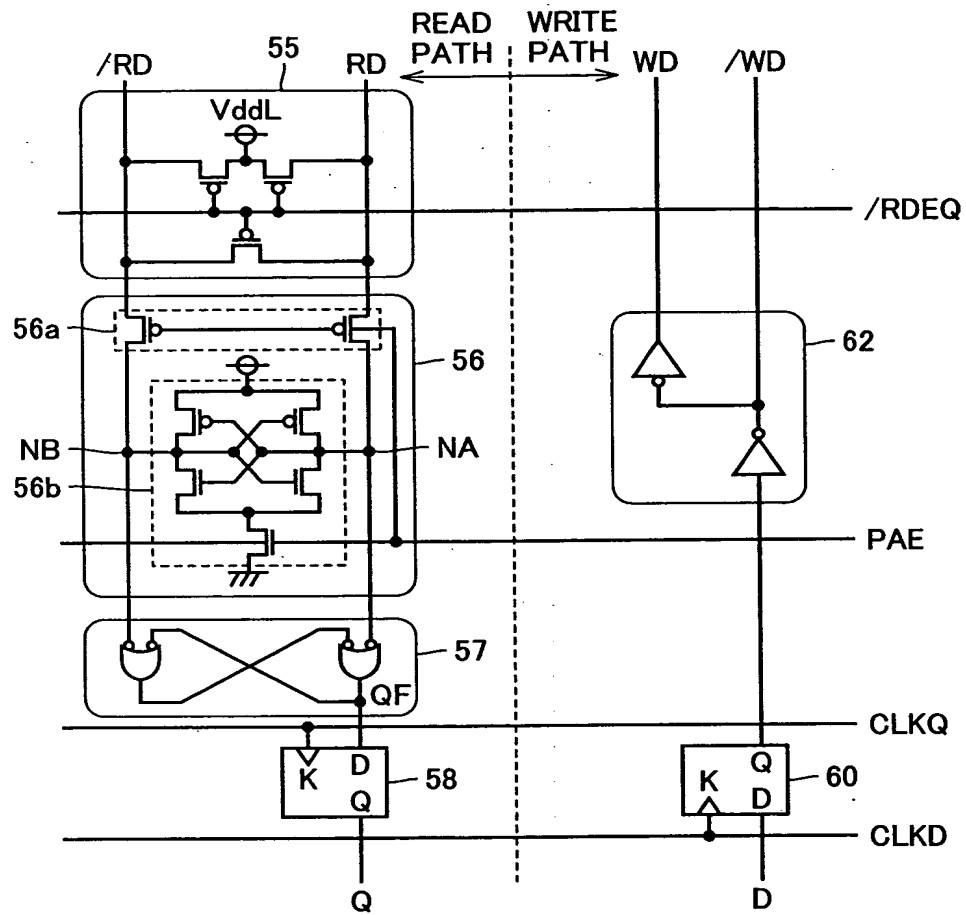 READ PATH
WRITE PATH
/RD
55
RD
WD
/WD
VddL
/RDEQ
56a
56
62
NB
NA
56b
PAE
57
QF
CLKQ
K
D
Q
58
K
Q
D
60
CLKD
Q
D